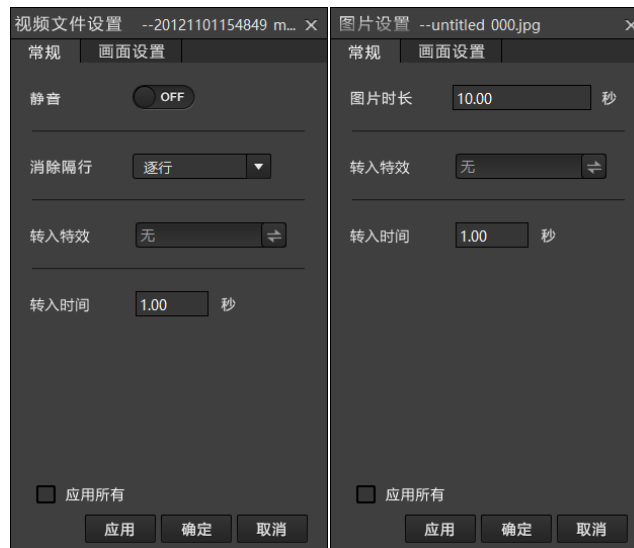 视频文件设置 --20121101154849 m...
常规 画面设置
静音 OFF
消除隔行 逐行
转入特效 无
转入时间 1.00 秒
应用所有
应用 确定 取消
图片设置 --untitled 000.jpg
常规 画面设置
图片时长 10.00 秒
转入特效 无
转入时间 1.00 秒
应用所有
应用 确定 取消